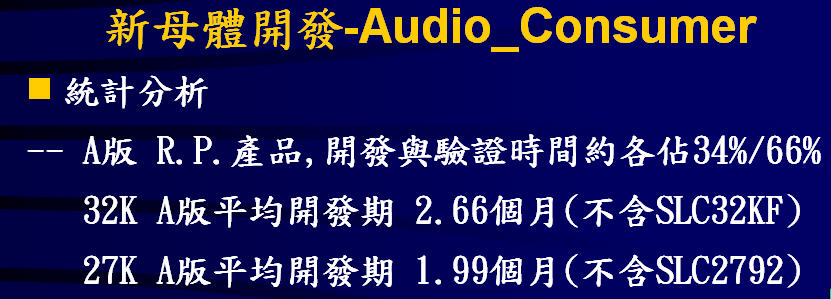 新母體開發-Audio_Consumer
統計分析
-- A版 R.P.產品,開發與驗證時間約各佔34%/66%
32K A版平均開發期 2.66個月(不含SLC32KF)
27K A版平均開發期 1.99個月(不含SLC2792)